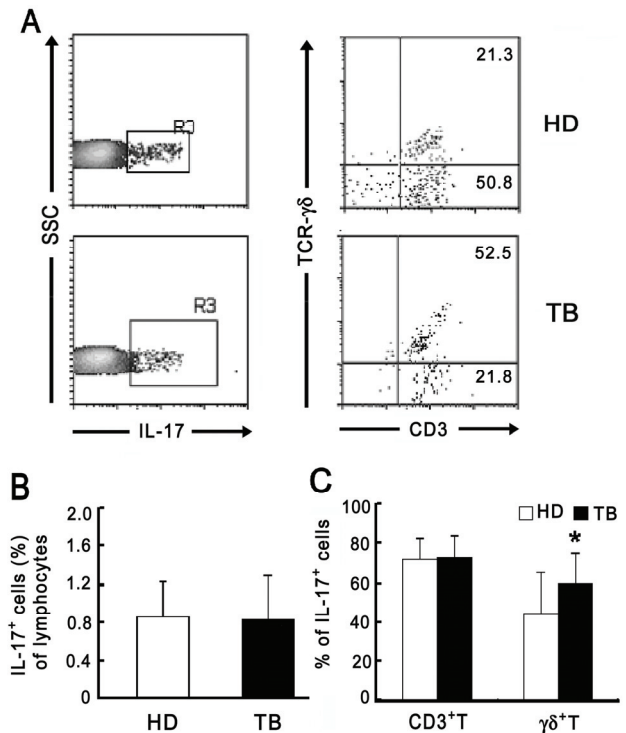 A
SSC
R3
TCR-γδ
21.3
50.8
HD
R3
52.5
21.8
TB
IL-17
CD3
B
IL-17⁺ cells (%)
of lymphocytes
2.0
1.6
1.2
0.8
0.4
0
HD
TB
C
% of IL-17⁺ cells
100
80
60
40
20
0
HD
TB
*
CD3⁺T
γδ⁺T